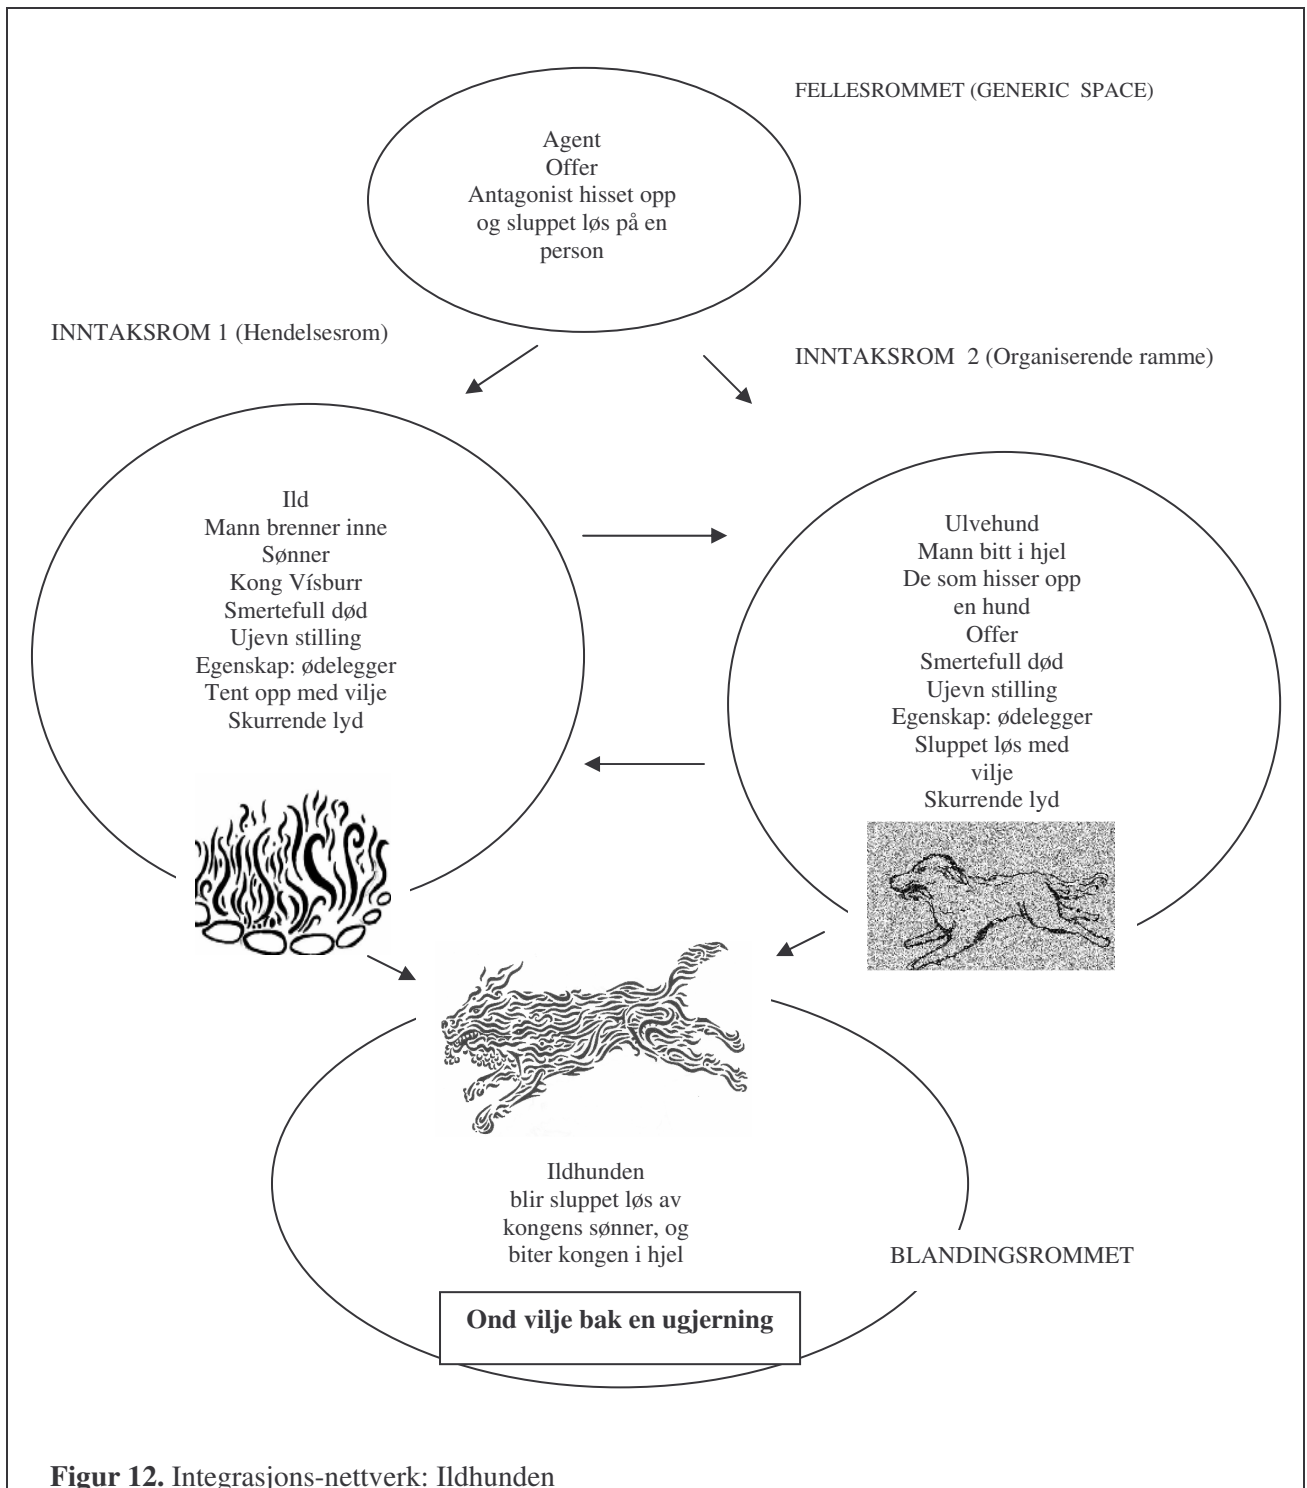 FELLESROMMET (GENERIC SPACE)
Agent
Offer
Antagonist hisset opp
og sluppet løs på en
person
INNTAKSROM 1 (Hendelsesrom)
INNTAKSROM 2 (Organiserende ramme)
Ild
Mann brenner inne
Sønner
Kong Vísburr
Smertefull død
Ujevn stilling
Egenskap: ødelegger
Tent opp med vilje
Skurrende lyd
Ulvehund
Mann bitt i hjel
De som hisser opp
en hund
Offer
Smertefull død
Ujevn stilling
Egenskap: ødelegger
Sluppet løs med
vilje
Skurrende lyd
Ildhunden
blir sluppet løs av
kongens sønner, og
biter kongen i hjel
BLANDINGSROMMET
Ond vilje bak en ugjerning
Figur 12. Integrasjons-nettverk: Ildhunden